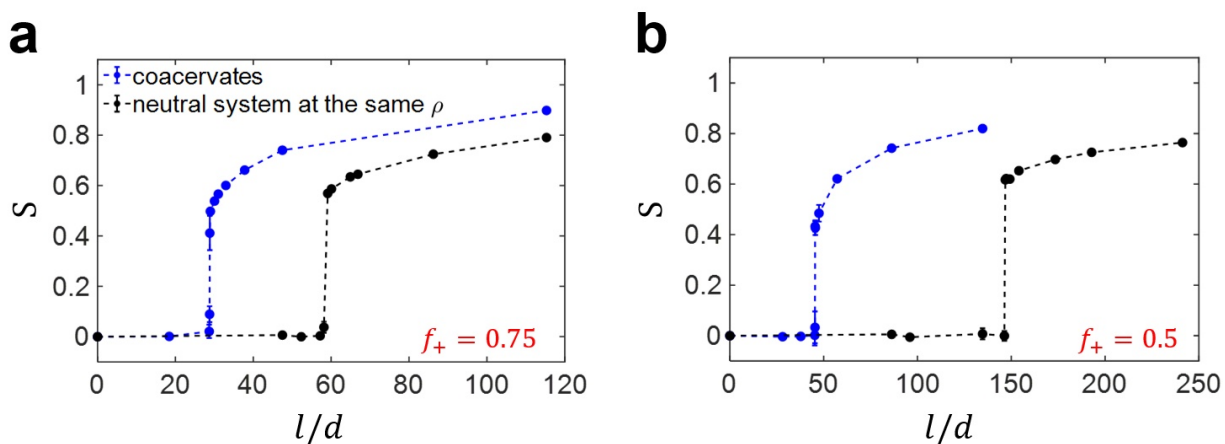 a
b
coacervates
neutral system at the same ρ
S
1
0.8
0.6
0.4
0.2
0
f₊ = 0.75
0 20 40 60 80 100 120
l/d
S
1
0.8
0.6
0.4
0.2
0
f₊ = 0.5
0 50 100 150 200 250
l/d